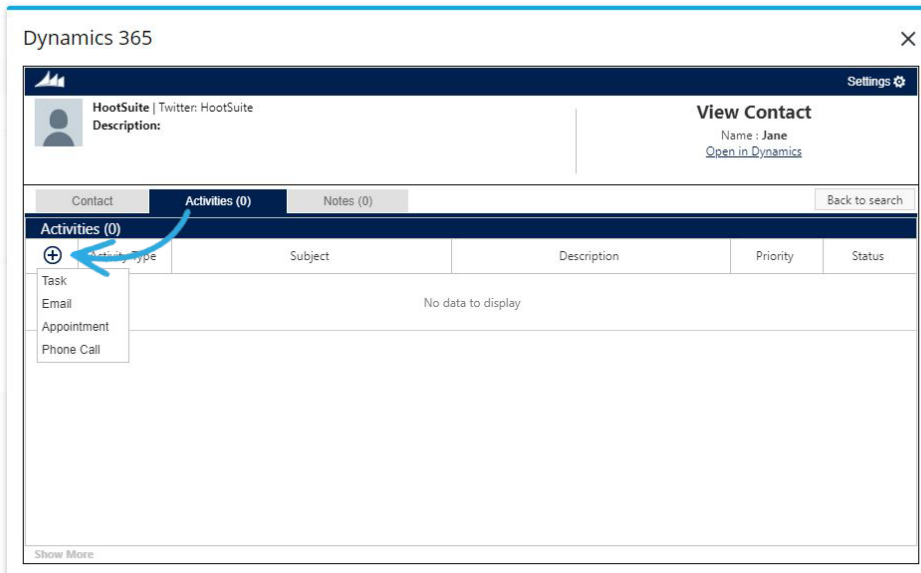 Dynamics 365
Settings
HootSuite | Twitter: HootSuite
Description:
View Contact
Name : Jane
Open in Dynamics
Contact
Activities (0)
Notes (0)
Back to search
Activities (0)
Activity Type
Subject
Description
Priority
Status
Task
Email
Appointment
Phone Call
No data to display
Show More